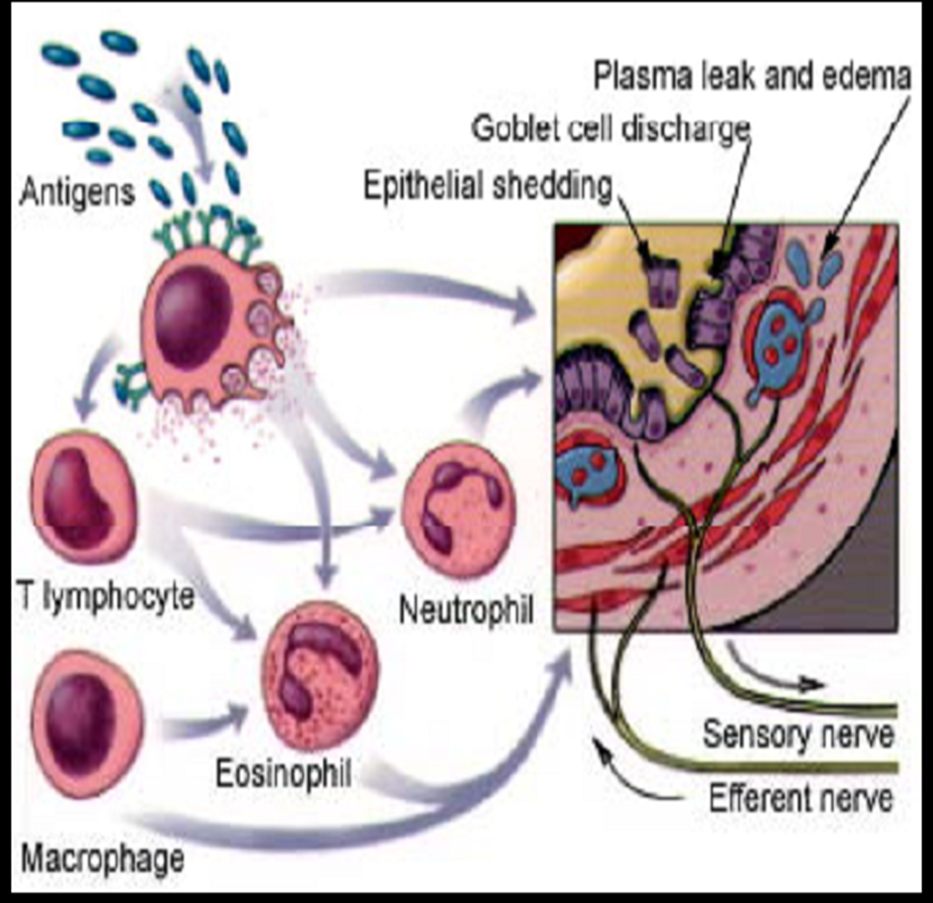 Plasma leak and edema
Goblet cell discharge
Epithelial shedding
Antigens
T lymphocyte
Neutrophil
Sensory nerve
Eosinophil
Efferent nerve
Macrophage